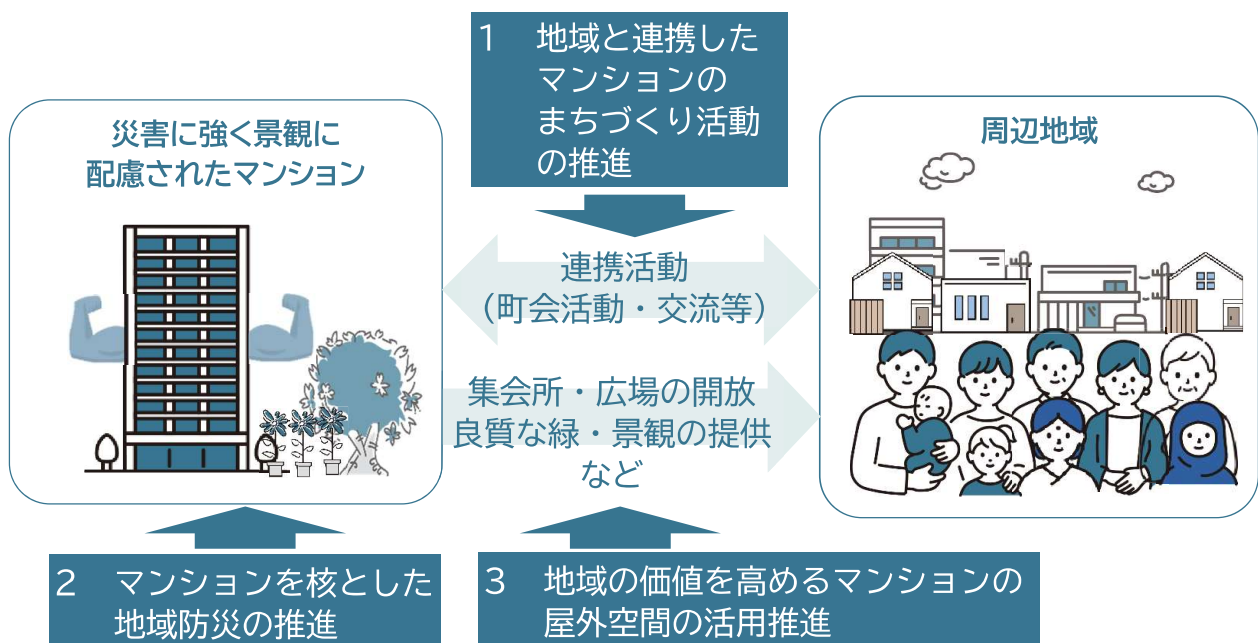 1 地域と連携した
マンションの
まちづくり活動
の推進
災害に強く景観に
配慮されたマンション
周辺地域
連携活動
（町会活動・交流等）
集会所・広場の開放
良質な緑・景観の提供
など
2 マンションを核とした
地域防災の推進
3 地域の価値を高めるマンションの
屋外空間の活用推進